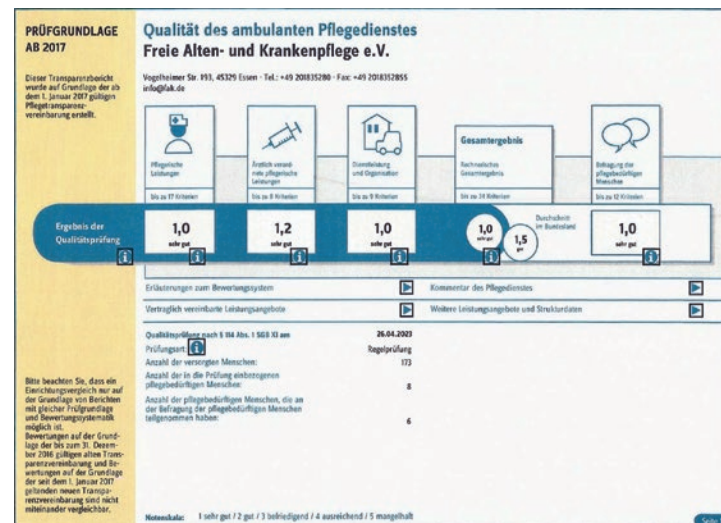 PRÜFGRUNDLAGE
AB 2017
Dieser Transparenzbericht
wurde auf Grundlage der ab
dem 1. Januar 2017 gültigen
Pflegetransparenz-
vereinbarung erstellt.
Qualität des ambulanten Pflegedienstes
Freie Alten- und Krankenpflege e.V.
Vogelheimer Str. 193, 45329 Essen · Tel.: +49 201835280 · Fax: +49 2018352855
info@fak.de
Pflegerische
Leistungen
bis zu 17 Kriterien
Ärztlich verord-
nete pflegerische
Leistungen
bis zu 8 Kriterien
Dienstleistung
und Organisation
bis zu 9 Kriterien
Gesamtergebnis
Rechnerisches
Gesamtergebnis
bis zu 34 Kriterien
Befragung der
pflegebedürftigen
Menschen
bis zu 12 Kriterien
Ergebnis der
Qualitätsprüfung
1,0
sehr gut
1,2
sehr gut
1,0
sehr gut
1,0
sehr gut
1,5
gut
Durchschnitt
im Bundesland
1,0
sehr gut
Erläuterungen zum Bewertungssystem
Kommentar des Pflegedienstes
Vertraglich vereinbarte Leistungsangebote
Weitere Leistungsangebote und Strukturdaten
Qualitätsprüfung nach § 114 Abs. 1 SGB XI am 26.04.2023
Prüfungsart: Regelprüfung
Anzahl der versorgten Menschen: 173
Anzahl der in die Prüfung einbezogenen
pflegebedürftigen Menschen: 8
Anzahl der pflegebedürftigen Menschen, die an
der Befragung der pflegebedürftigen Menschen
teilgenommen haben: 6
Bitte beachten Sie, dass ein
Einrichtungsvergleich nur auf
der Grundlage von Berichten
mit gleicher Prüfgrundlage
und Bewertungssystematik
möglich ist.
Bewertungen auf der Grund-
lage der bis zum 31. Dezem-
ber 2016 gültigen alten Trans-
parenzvereinbarung und Be-
wertungen auf der Grundlage
der seit dem 1. Januar 2017
geltenden neuen Transpa-
renzvereinbarung sind nicht
miteinander vergleichbar.
Notenskala: 1 sehr gut / 2 gut / 3 befriedigend / 4 ausreichend / 5 mangelhaft